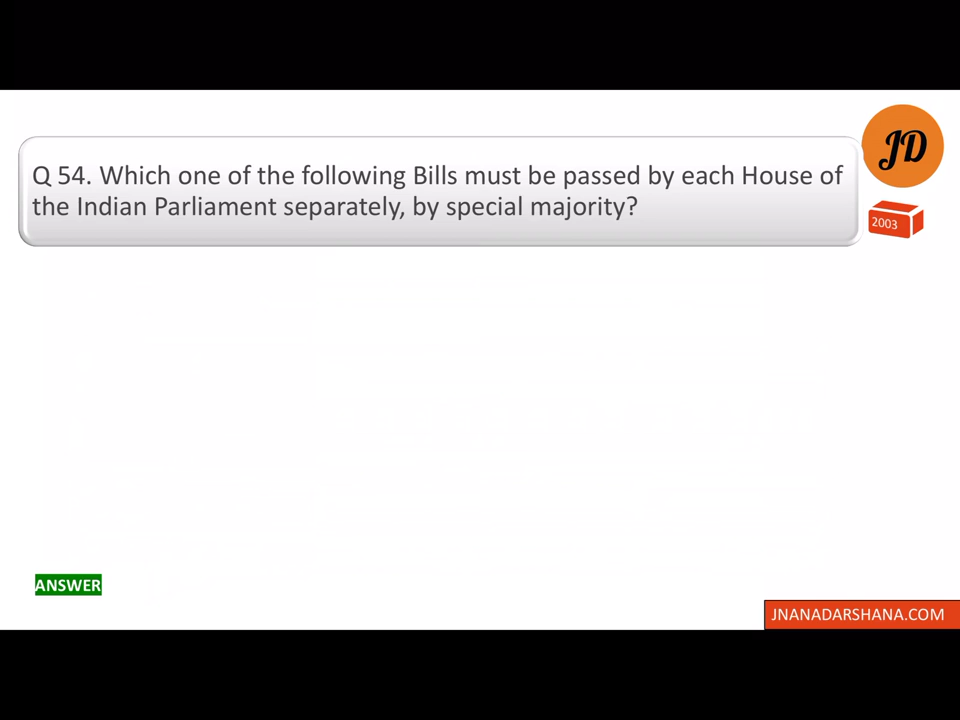 JD
Q 54. Which one of the following Bills must be passed by each House of
the Indian Parliament separately, by special majority?
2003
ANSWER
JNANADARSHANA.COM